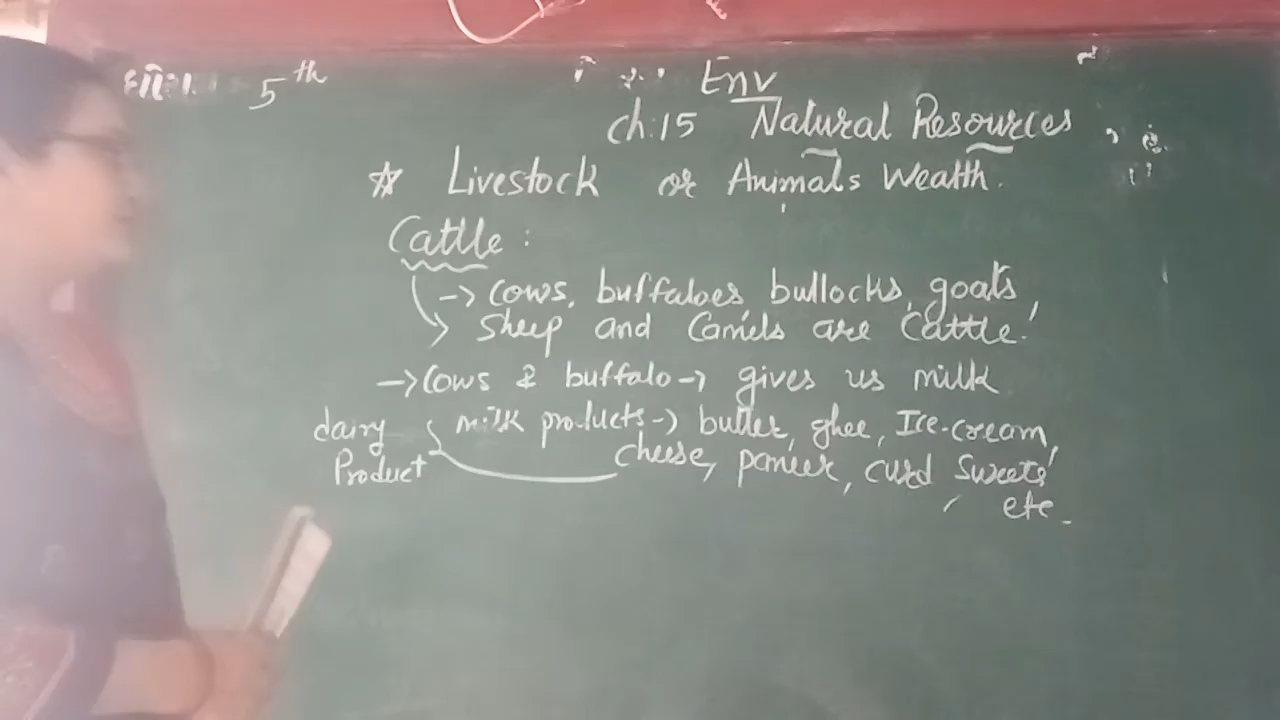 5th
Env
ch:15 Natural Resources
☆ Livestock or Animals Wealth.
Cattle :
-> Cows, buffaloes, bullocks, goats,
> Sheep and Camels are Cattle.
-> Cows & buffalo -> gives us milk
dairy Product { milk products -> butter, ghee, Ice-cream,
cheese, paneer, curd, Sweets
etc.